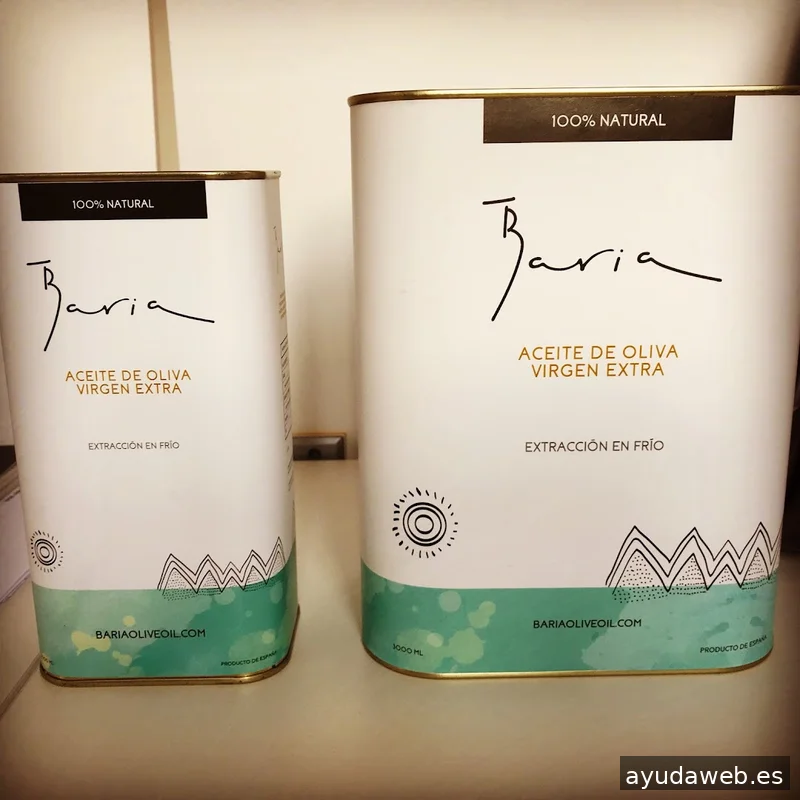 100% NATURAL
Baria
ACEITE DE OLIVA
VIRGEN EXTRA
EXTRACCIÓN EN FRÍO
BARIAOLIVEOIL.COM
PRODUCTO DE ESPAÑA
100% NATURAL
Baria
ACEITE DE OLIVA
VIRGEN EXTRA
EXTRACCIÓN EN FRÍO
BARIAOLIVEOIL.COM
3000 ML
PRODUCTO DE ESPAÑA
ayudaweb.es